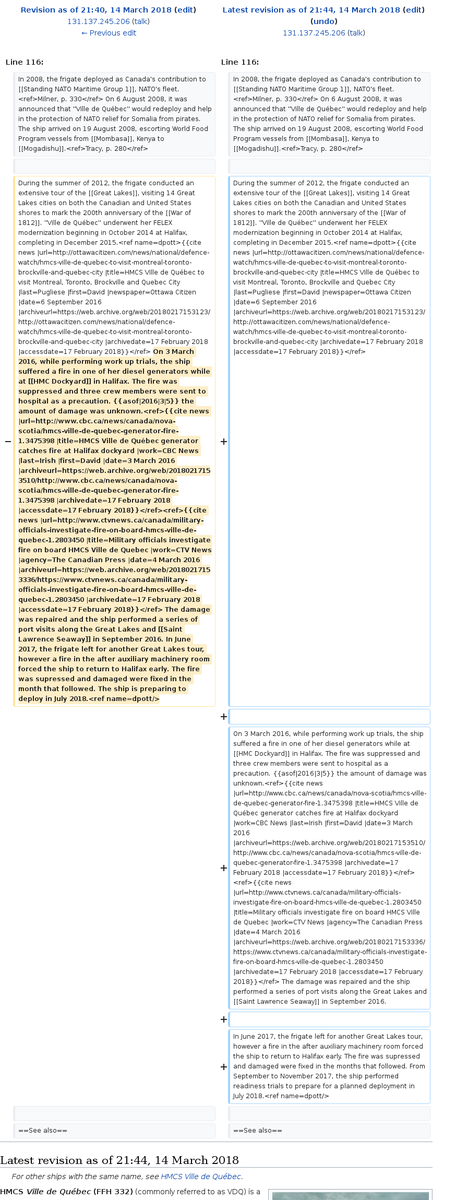 Revision as of 21:40, 14 March 2018 (edit)
131.137.245.206 (talk)
← Previous edit
Latest revision as of 21:44, 14 March 2018 (edit)
(undo)
131.137.245.206 (talk)
Line 116:
Line 116:
In 2008, the frigate deployed as Canada's contribution to
[[Standing NATO Maritime Group 1]], NATO's fleet.
<ref>Milner, p. 330</ref> On 6 August 2008, it was
announced that ''Ville de Québec'' would redeploy and help
in the protection of NATO relief for Somalia from pirates.
The ship arrived on 19 August 2008, escorting World Food
Program vessels from [[Mombasa]], Kenya to
[[Mogadishu]].<ref>Tracy, p. 280</ref>
In 2008, the frigate deployed as Canada's contribution to
[[Standing NATO Maritime Group 1]], NATO's fleet.
<ref>Milner, p. 330</ref> On 6 August 2008, it was
announced that ''Ville de Québec'' would redeploy and help
in the protection of NATO relief for Somalia from pirates.
The ship arrived on 19 August 2008, escorting World Food
Program vessels from [[Mombasa]], Kenya to
[[Mogadishu]].<ref>Tracy, p. 280</ref>
−
During the summer of 2012, the frigate conducted an
extensive tour of the [[Great Lakes]], visiting 14 Great
Lakes cities on both the Canadian and United States
shores to mark the 200th anniversary of the [[War of
1812]]. ''Ville de Québec'' underwent her FELEX
modernization beginning in October 2014 at Halifax,
completing in December 2015.<ref name=dpott>{{cite
news |url=http://ottawacitizen.com/news/national/defence-
watch/hmcs-ville-de-quebec-to-visit-montreal-toronto-
brockville-and-quebec-city |title=HMCS Ville de Québec to
visit Montreal, Toronto, Brockville and Quebec City
|last=Pugliese |first=David |newspaper=Ottawa Citizen
|date=6 September 2016
|archiveurl=https://web.archive.org/web/20180217153123/
http://ottawacitizen.com/news/national/defence-
watch/hmcs-ville-de-quebec-to-visit-montreal-toronto-
brockville-and-quebec-city |archivedate=17 February 2018
|accessdate=17 February 2018}}</ref> On 3 March
2016, while performing work up trials, the ship
suffered a fire in one of her diesel generators while
at [[HMC Dockyard]] in Halifax. The fire was
suppressed and three crew members were sent to
hospital as a precaution. {{asof|2016|3|5}} the
amount of damage was unknown.<ref>{{cite news
|url=http://www.cbc.ca/news/canada/nova-
scotia/hmcs-ville-de-quebec-generator-fire-
1.3475398 |title=HMCS Ville de Québec generator
catches fire at Halifax dockyard |work=CBC News
|last=Irish |first=David |date=3 March 2016
|archiveurl=https://web.archive.org/web/2018021715
3510/http://www.cbc.ca/news/canada/nova-
scotia/hmcs-ville-de-quebec-generator-fire-
1.3475398 |archivedate=17 February 2018
|accessdate=17 February 2018}}</ref><ref>{{cite
news |url=http://www.ctvnews.ca/canada/military-
officials-investigate-fire-on-board-hmcs-ville-de-
quebec-1.2803450 |title=Military officials investigate
fire on board HMCS Ville de Quebec |work=CTV News
|agency=The Canadian Press |date=4 March 2016
|archiveurl=https://web.archive.org/web/2018021715
3336/https://www.ctvnews.ca/canada/military-
officials-investigate-fire-on-board-hmcs-ville-de-
quebec-1.2803450 |archivedate=17 February 2018
|accessdate=17 February 2018}}</ref> The damage
was repaired and the ship performed a series of
port visits along the Great Lakes and [[Saint
Lawrence Seaway]] in September 2016. In June
2017, the frigate left for another Great Lakes tour,
however a fire in the after auxiliary machinery room
forced the ship to return to Halifax early. The fire
was supressed and damaged were fixed in the
month that followed. The ship is preparing to
deploy in July 2018.<ref name=dpott/>
+
During the summer of 2012, the frigate conducted an
extensive tour of the [[Great Lakes]], visiting 14 Great
Lakes cities on both the Canadian and United States
shores to mark the 200th anniversary of the [[War of
1812]]. ''Ville de Québec'' underwent her FELEX
modernization beginning in October 2014 at Halifax,
completing in December 2015.<ref name=dpott>{{cite
news |url=http://ottawacitizen.com/news/national/defence-
watch/hmcs-ville-de-quebec-to-visit-montreal-toronto-
brockville-and-quebec-city |title=HMCS Ville de Québec to
visit Montreal, Toronto, Brockville and Quebec City
|last=Pugliese |first=David |newspaper=Ottawa Citizen
|date=6 September 2016
|archiveurl=https://web.archive.org/web/20180217153123/
http://ottawacitizen.com/news/national/defence-
watch/hmcs-ville-de-quebec-to-visit-montreal-toronto-
brockville-and-quebec-city |archivedate=17 February 2018
|accessdate=17 February 2018}}</ref>
+
+
On 3 March 2016, while performing work up trials, the ship
suffered a fire in one of her diesel generators while at
[[HMC Dockyard]] in Halifax. The fire was suppressed and
three crew members were sent to hospital as a
precaution. {{asof|2016|3|5}} the amount of damage was
unknown.<ref>{{cite news
|url=http://www.cbc.ca/news/canada/nova-scotia/hmcs-ville-
de-quebec-generator-fire-1.3475398 |title=HMCS Ville de
Québec generator catches fire at Halifax dockyard
|work=CBC News |last=Irish |first=David |date=3 March
2016
|archiveurl=https://web.archive.org/web/20180217153510/
http://www.cbc.ca/news/canada/nova-scotia/hmcs-ville-de-
quebec-generator-fire-1.3475398 |archivedate=17
February 2018 |accessdate=17 February 2018}}</ref>
<ref>{{cite news
|url=http://www.ctvnews.ca/canada/military-officials-
investigate-fire-on-board-hmcs-ville-de-quebec-1.2803450
|title=Military officials investigate fire on board HMCS Ville
de Quebec |work=CTV News |agency=The Canadian Press
|date=4 March 2016
|archiveurl=https://web.archive.org/web/20180217153336/
https://www.ctvnews.ca/canada/military-officials-investigate-
fire-on-board-hmcs-ville-de-quebec-1.2803450
|archivedate=17 February 2018 |accessdate=17 February
2018}}</ref> The damage was repaired and the ship
performed a series of port visits along the Great Lakes and
[[Saint Lawrence Seaway]] in September 2016.
+
+
In June 2017, the frigate left for another Great Lakes tour,
however a fire in the after auxiliary machinery room forced
the ship to return to Halifax early. The fire was supressed
and damaged were fixed in the months that followed. From
September to November 2017, the ship performed
readiness trials to prepare for a planned deployment in
July 2018.<ref name=dpott/>
==See also==
==See also==
Latest revision as of 21:44, 14 March 2018
For other ships with the same name, see HMCS Ville de Québec.
HMCS Ville de Québec (FFH 332) (commonly referred to as VDQ) is a